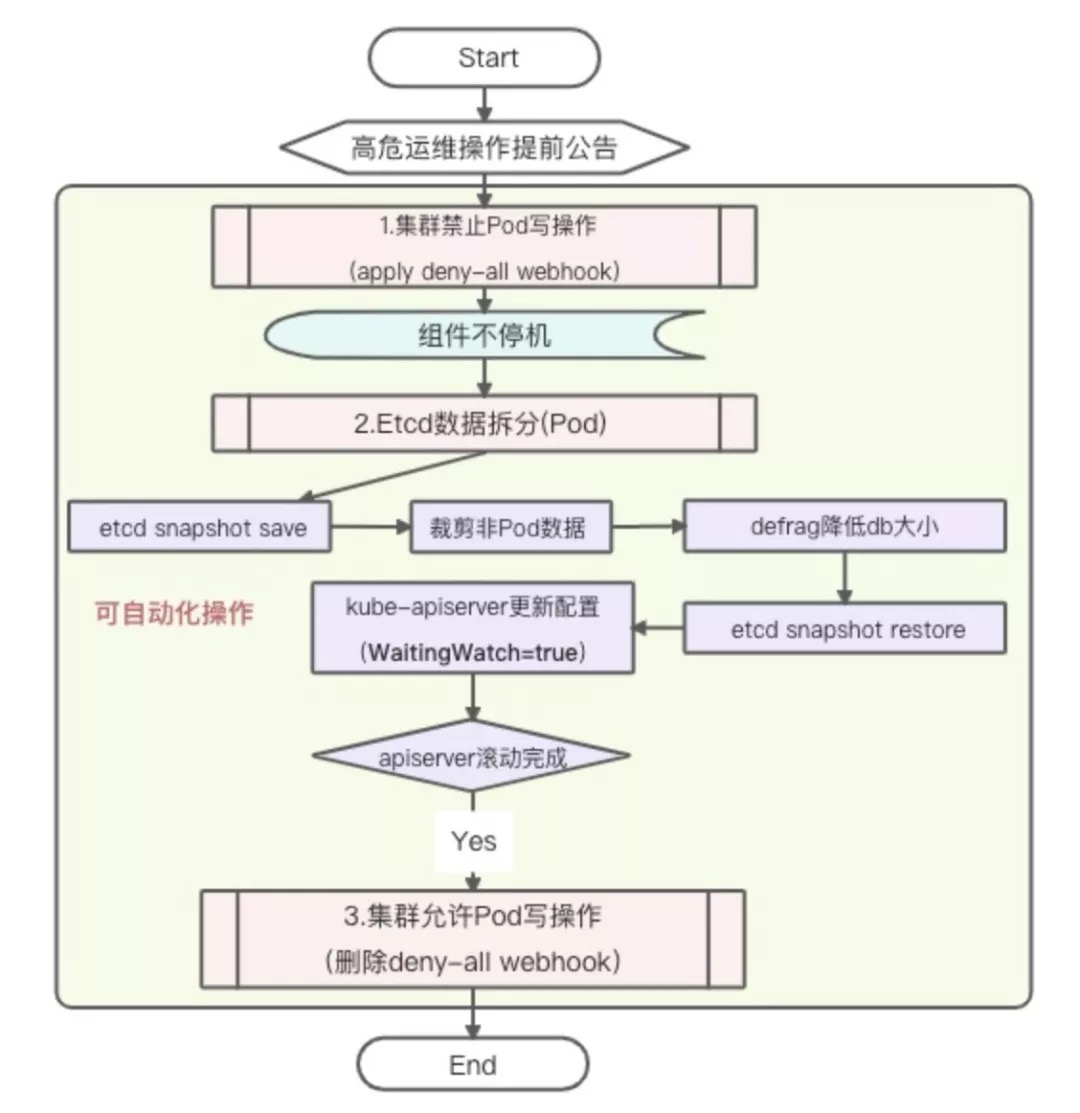 Start
高危运维操作提前公告
1.集群禁止Pod写操作
(apply deny-all webhook)
组件不停机
2.Etcd数据拆分(Pod)
etcd snapshot save
裁剪非Pod数据
defrag降低db大小
可自动化操作
kube-apiserver更新配置
(WaitingWatch=true)
etcd snapshot restore
apiserver滚动完成
Yes
3.集群允许Pod写操作
(删除deny-all webhook)
End